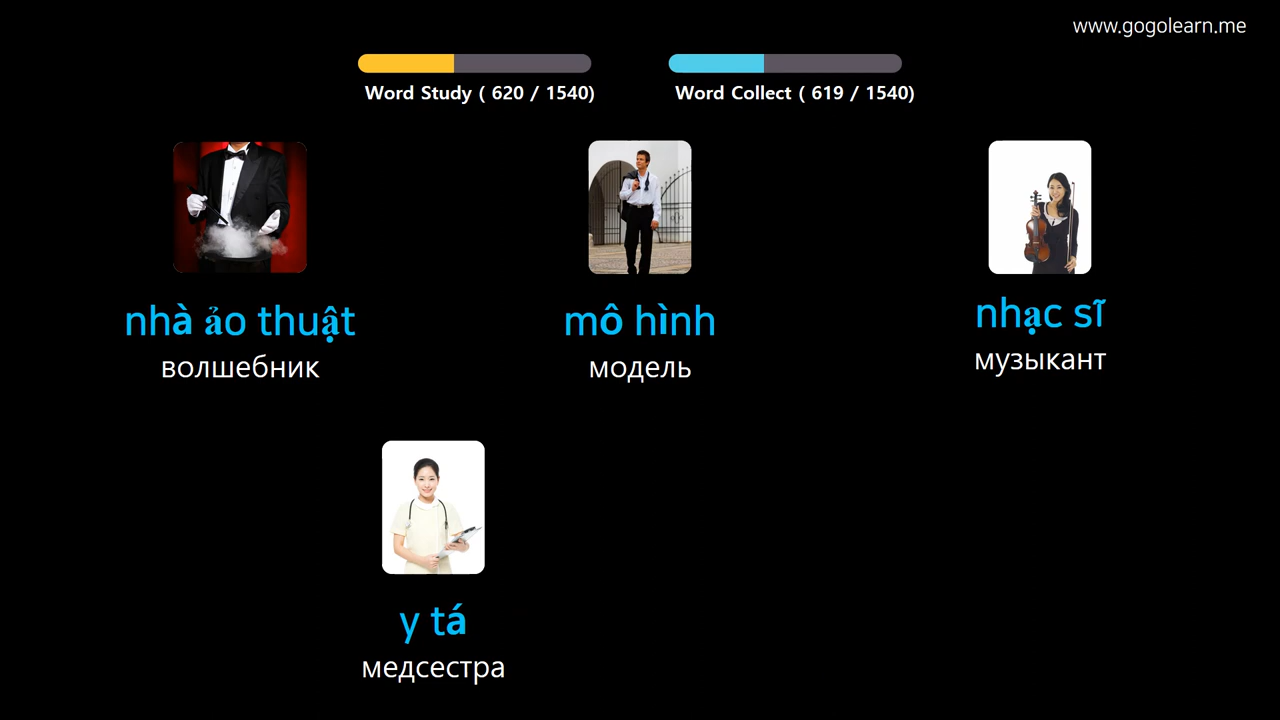 www.gogolearn.me
Word Study ( 620 / 1540)
Word Collect ( 619 / 1540)
nhà ảo thuật
волшебник
mô hình
модель
nhạc sĩ
музыкант
y tá
медсестра